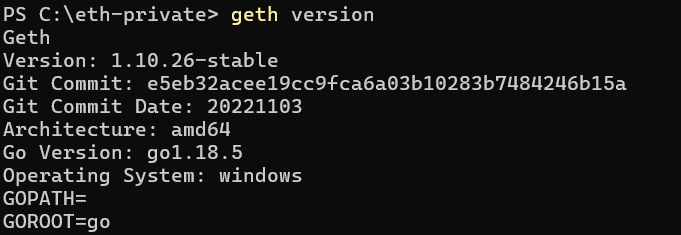 PS C:\eth-private> geth version
Geth
Version: 1.10.26-stable
Git Commit: e5eb32acee19cc9fca6a03b10283b7484246b15a
Git Commit Date: 20221103
Architecture: amd64
Go Version: go1.18.5
Operating System: windows
GOPATH=
GOROOT=go